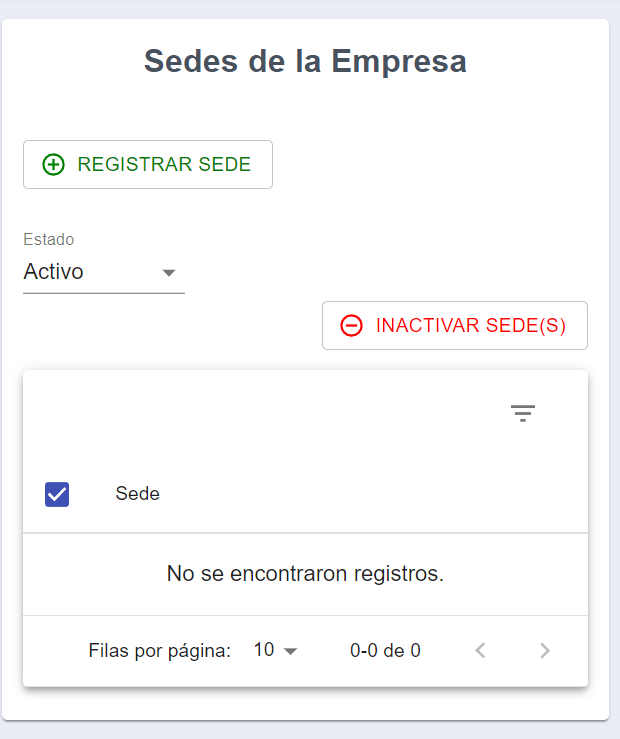 Sedes de la Empresa
REGISTRAR SEDE
Estado
Activo
INACTIVAR SEDE(S)
Sede
No se encontraron registros.
Filas por página: 10 0-0 de 0